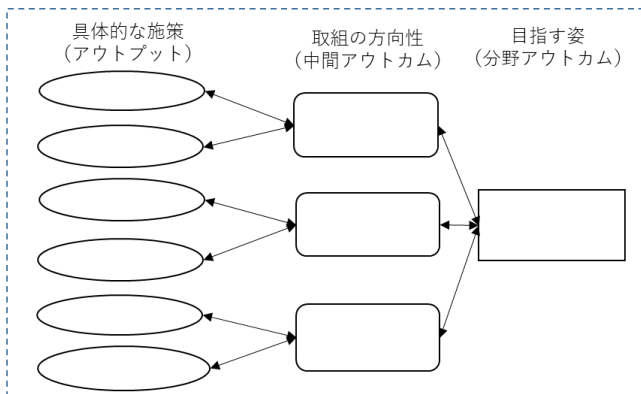 具体的な施策
（アウトプット）
取組の方向性
（中間アウトカム）
目指す姿
（分野アウトカム）